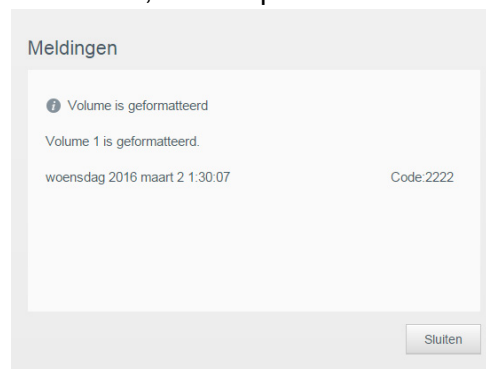 Meldingen
Volume is geformatteerd
Volume 1 is geformatteerd.
woensdag 2016 maart 2 1:30:07 Code:2222
Sluiten